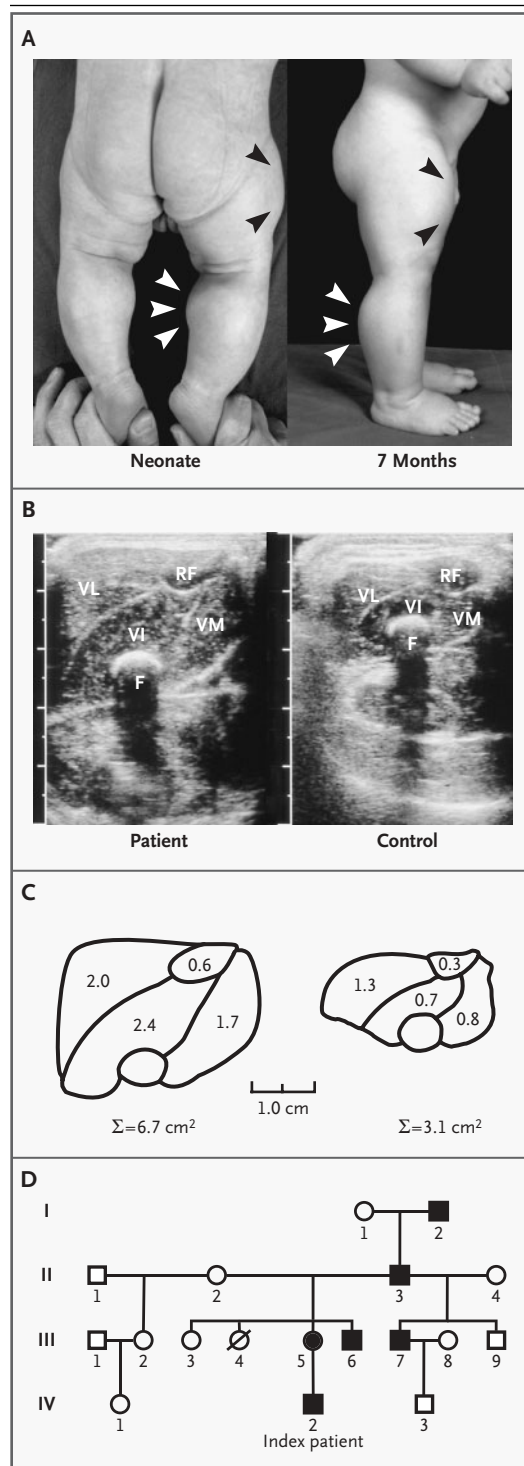 A
Neonate 7 Months
B
VL RF VI VM F
VL RF VI VM F
Patient Control
C
2.0 0.6 2.4 1.7
1.3 0.3 0.7 0.8
1.0 cm
Σ=6.7 cm² Σ=3.1 cm²
D
I
1 2
II
1 2 3 4
III
1 2 3 4 5 6 7 8 9
IV
1 2 3
Index patient